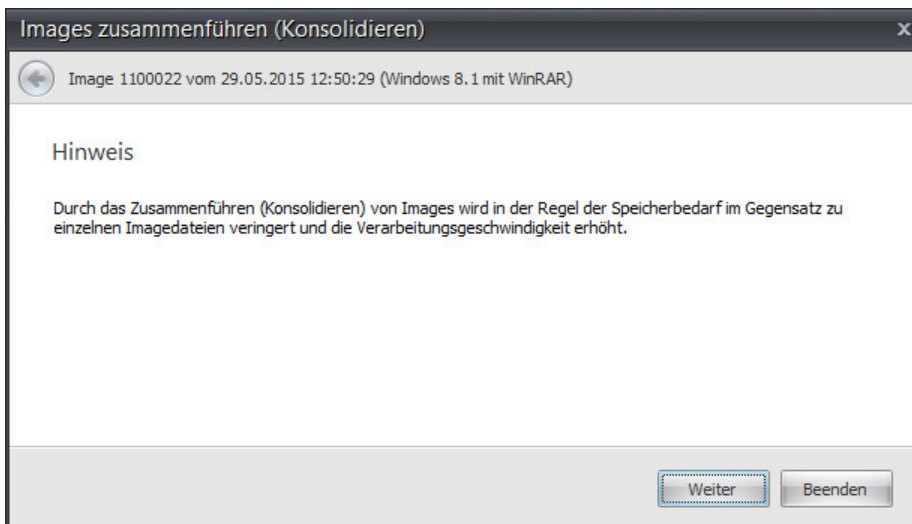 Images zusammenführen (Konsolidieren)
x
Image 1100022 vom 29.05.2015 12:50:29 (Windows 8.1 mit WinRAR)
Hinweis
Durch das Zusammenführen (Konsolidieren) von Images wird in der Regel der Speicherbedarf im Gegensatz zu
einzelnen Imagedateien veringert und die Verarbeitungsgeschwindigkeit erhöht.
Weiter
Beenden